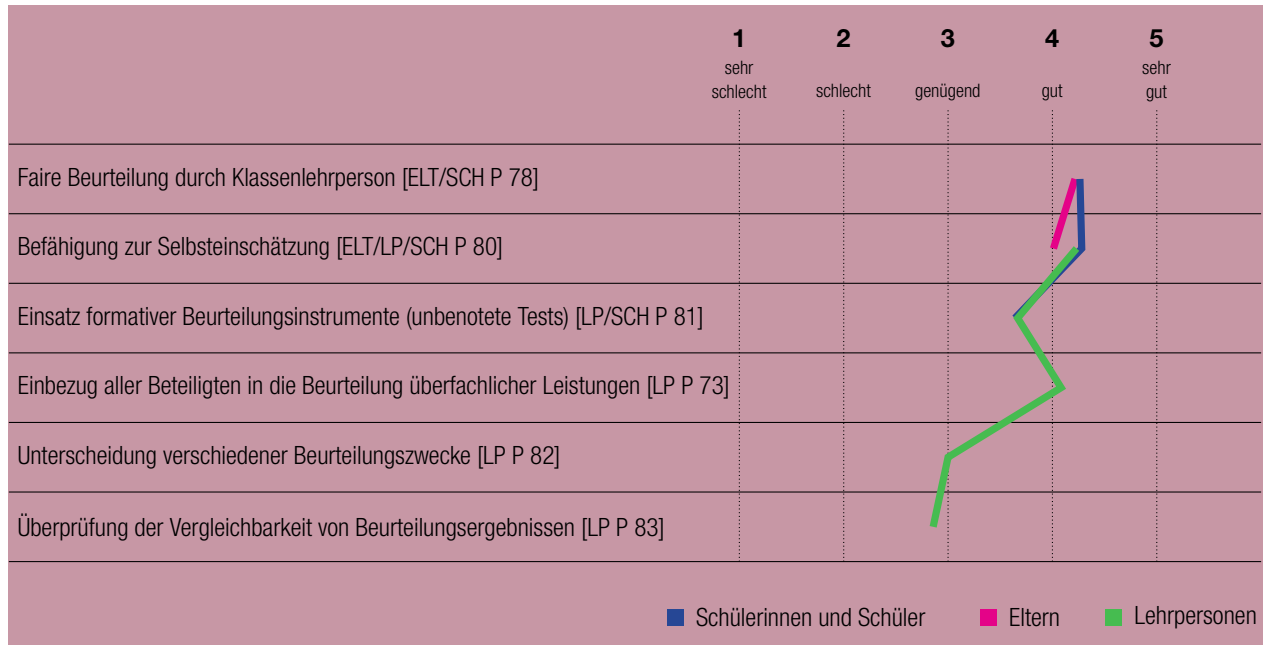 1 2 3 4 5
sehr schlecht schlecht genügend gut sehr gut
Faire Beurteilung durch Klassenlehrperson [ELT/SCH P 78]
Befähigung zur Selbsteinschätzung [ELT/LP/SCH P 80]
Einsatz formativer Beurteilungsinstrumente (unbenotete Tests) [LP/SCH P 81]
Einbezug aller Beteiligten in die Beurteilung überfachlicher Leistungen [LP P 73]
Unterscheidung verschiedener Beurteilungszwecke [LP P 82]
Überprüfung der Vergleichbarkeit von Beurteilungsergebnissen [LP P 83]
Schülerinnen und Schüler Eltern Lehrpersonen